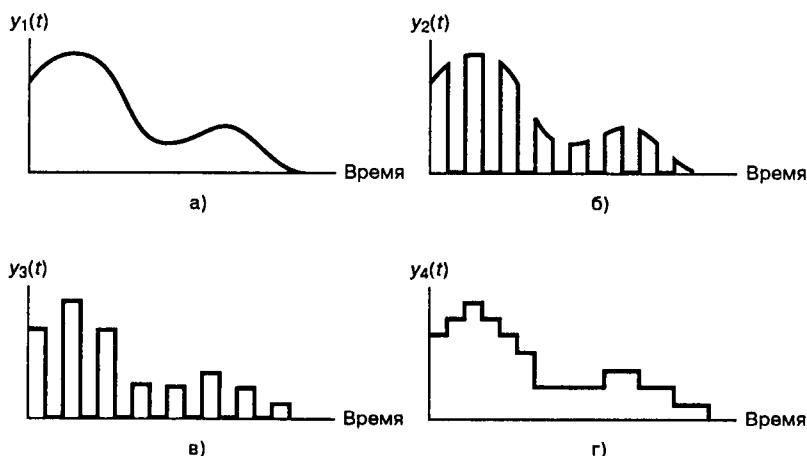 y₁(t)
Время
а)
y₂(t)
Время
б)
y₃(t)
Время
в)
y₄(t)
Время
г)